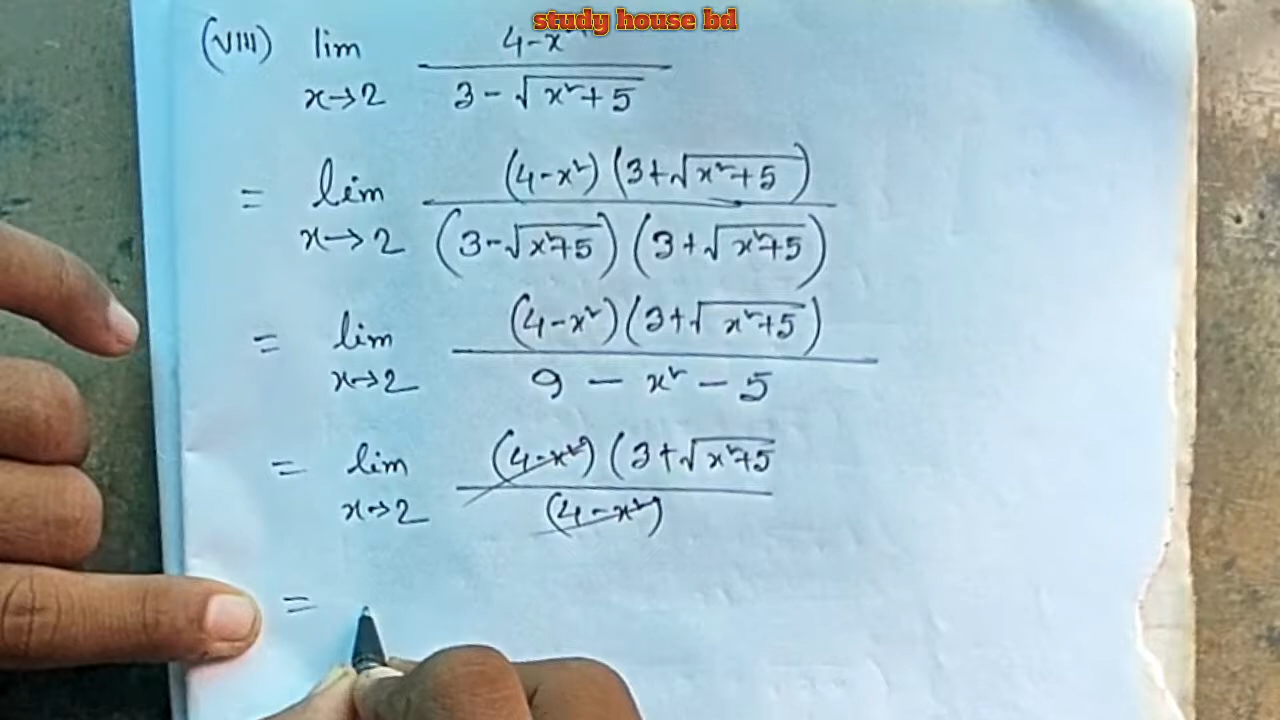 study house bd
(VIII) lim 4-x²
x→2 3-√x²+5
= lim (4-x²)(3+√x²+5)
x→2 (3-√x²+5)(3+√x²+5)
= lim (4-x²)(3+√x²+5)
x→2 9-x²-5
= lim (4-x²)(3+√x²+5
x→2 (4-x²)
=